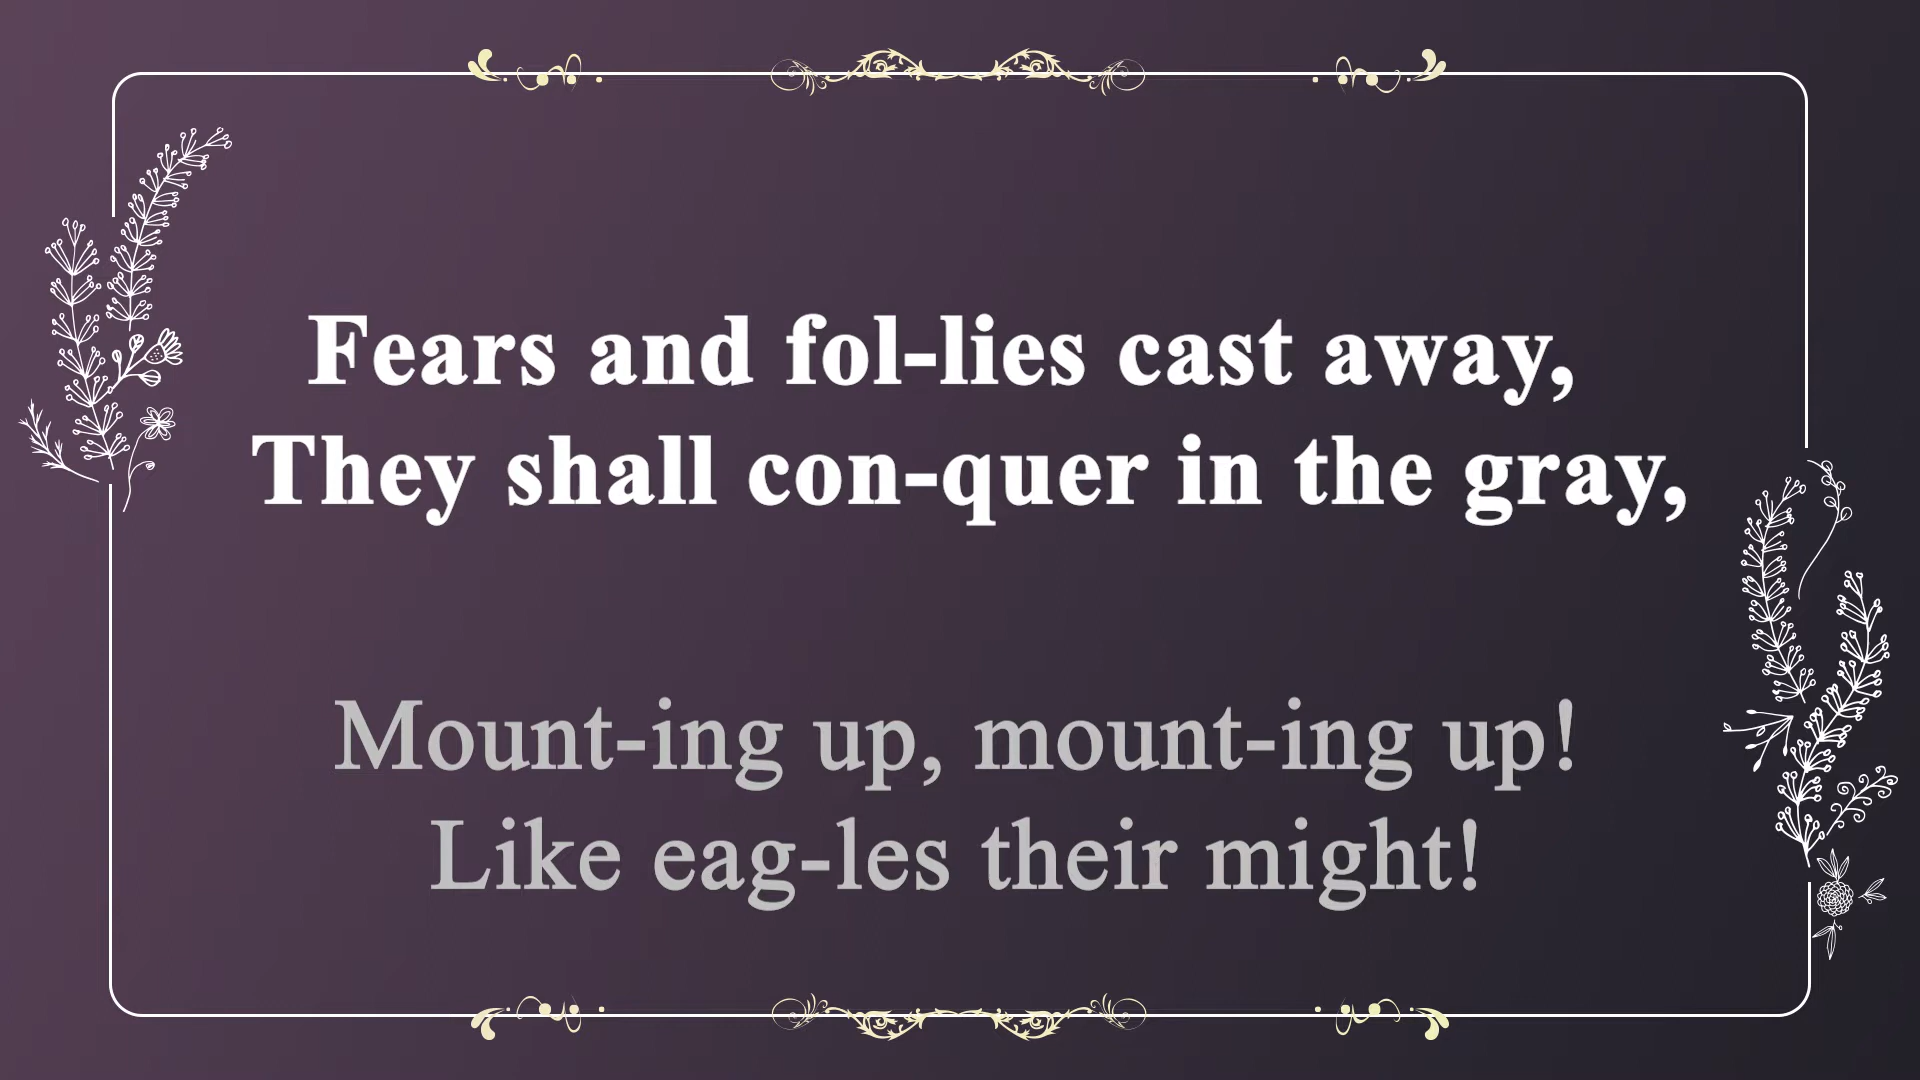 Fears and fol-lies cast away,
They shall con-quer in the gray,
Mount-ing up, mount-ing up!
Like eag-les their might!